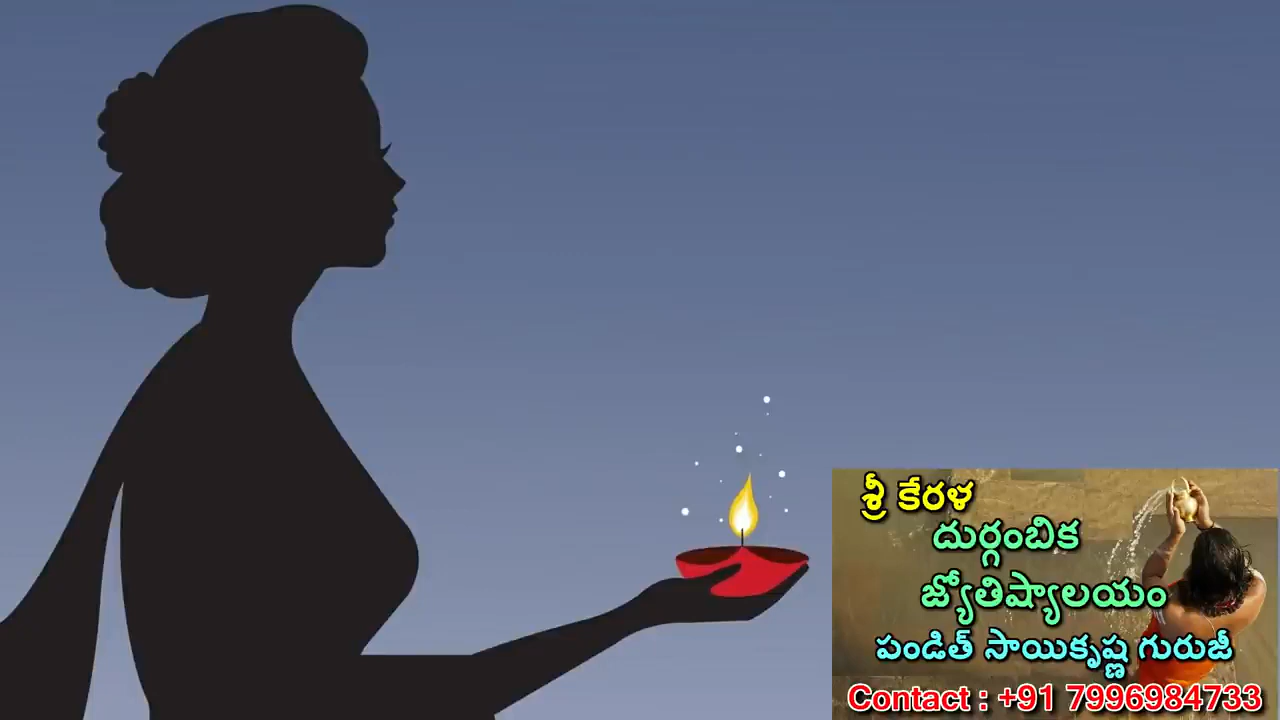 శ్రీ కేరళ
దుర్గంబిక
జ్యోతిష్యాలయం
పండిత్ సాయికృష్ణ గురుజీ
Contact : +91 7996984733